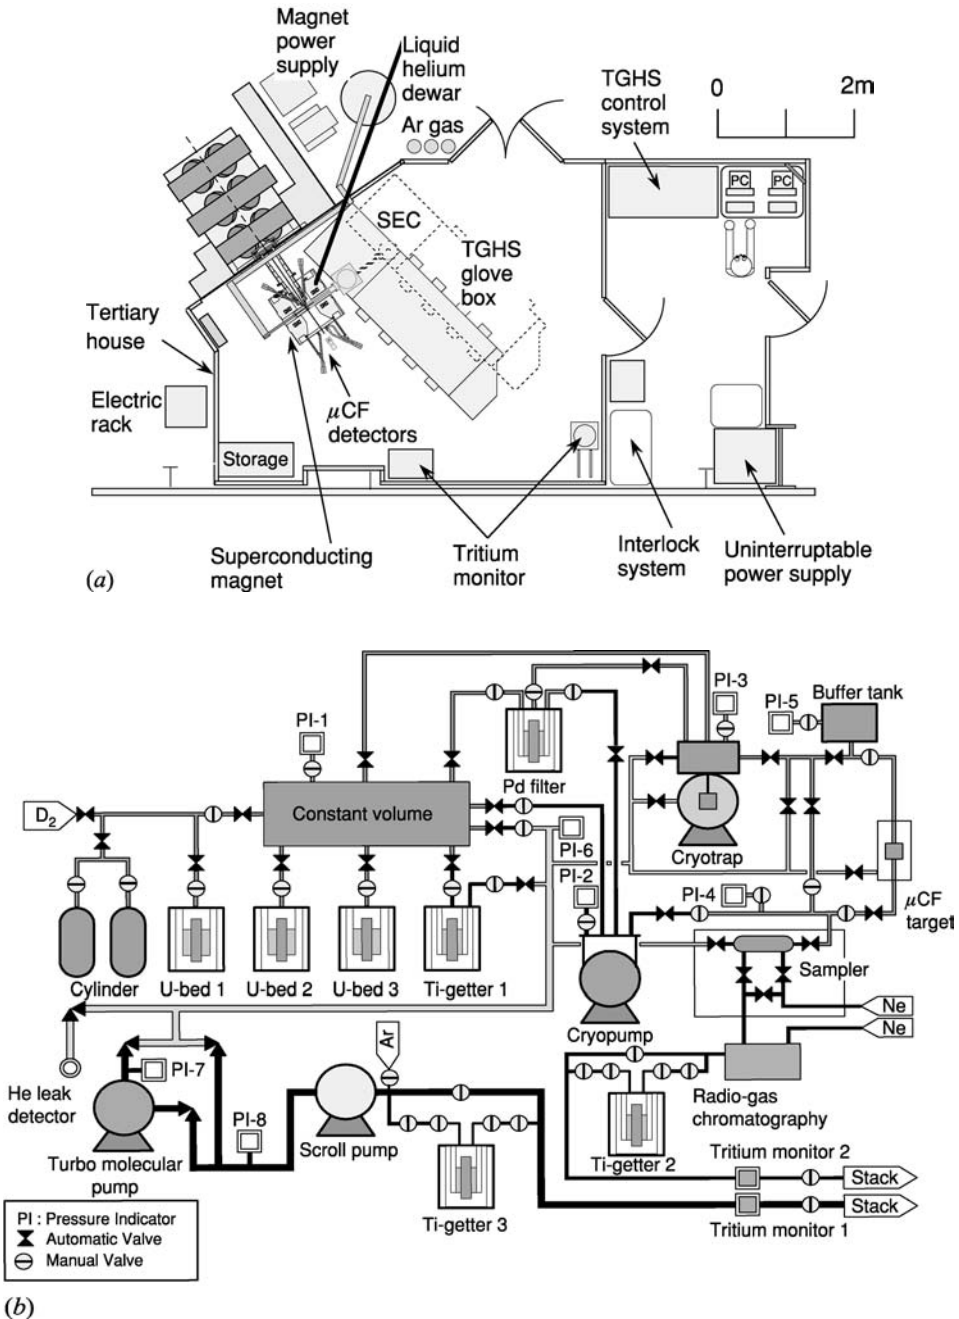 Magnet
power
supply
Liquid
helium
dewar
Ar gas
TGHS
control
system
0
2m
PC
PC
SEC
TGHS
glove
box
Tertiary
house
Electric
rack
μCF
detectors
Storage
Superconducting
magnet
Tritium
monitor
Interlock
system
Uninterruptable
power supply
(a)
PI-1
PI-3
PI-5
Buffer tank
Pd filter
D2
Constant volume
Cryotrap
PI-6
PI-2
PI-4
μCF
target
Sampler
Cylinder
U-bed 1
U-bed 2
U-bed 3
Ti-getter 1
Cryopump
Ne
Ne
Ar
He leak
detector
PI-7
PI-8
Scroll pump
Radio-gas
chromatography
Turbo molecular
pump
Ti-getter 2
Tritium monitor 2
Stack
Stack
Ti-getter 3
Tritium monitor 1
PI : Pressure Indicator
Automatic Valve
Manual Valve
(b)